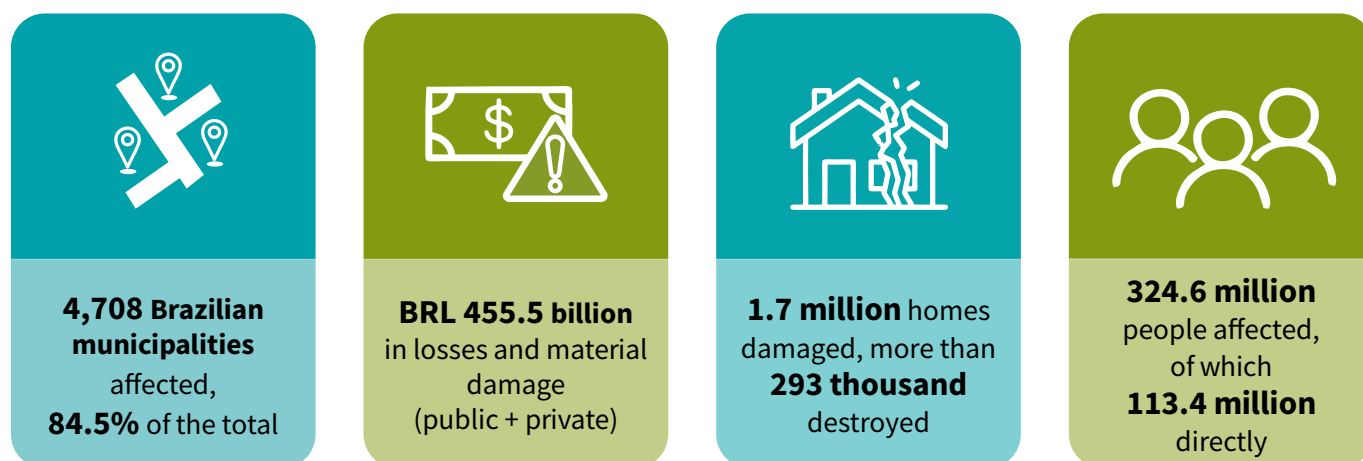 $
4,708 Brazilian
municipalities
affected,
84.5% of the total
BRL 455.5 billion
in losses and material
damage
(public + private)
1.7 million homes
damaged, more than
293 thousand
destroyed
324.6 million
people affected,
of which
113.4 million
directly